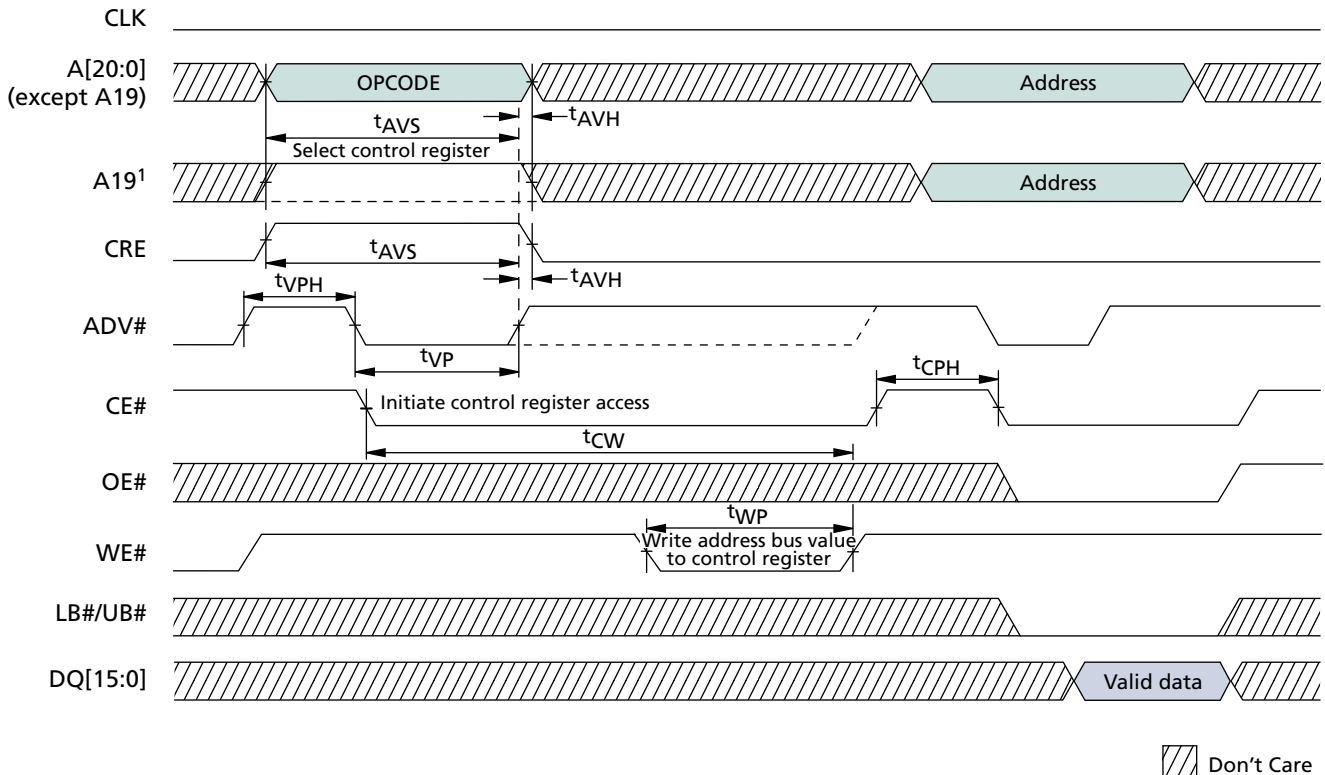 CLK
A[20:0]
(except A19)
OPCODE
Address
tAVS
tAVH
Select control register
A19¹
Address
CRE
tAVS
tAVH
tVPH
ADV#
tVP
tCPH
CE#
Initiate control register access
tCW
OE#
tWP
WE#
Write address bus value
to control register
LB#/UB#
DQ[15:0]
Valid data
Don't Care